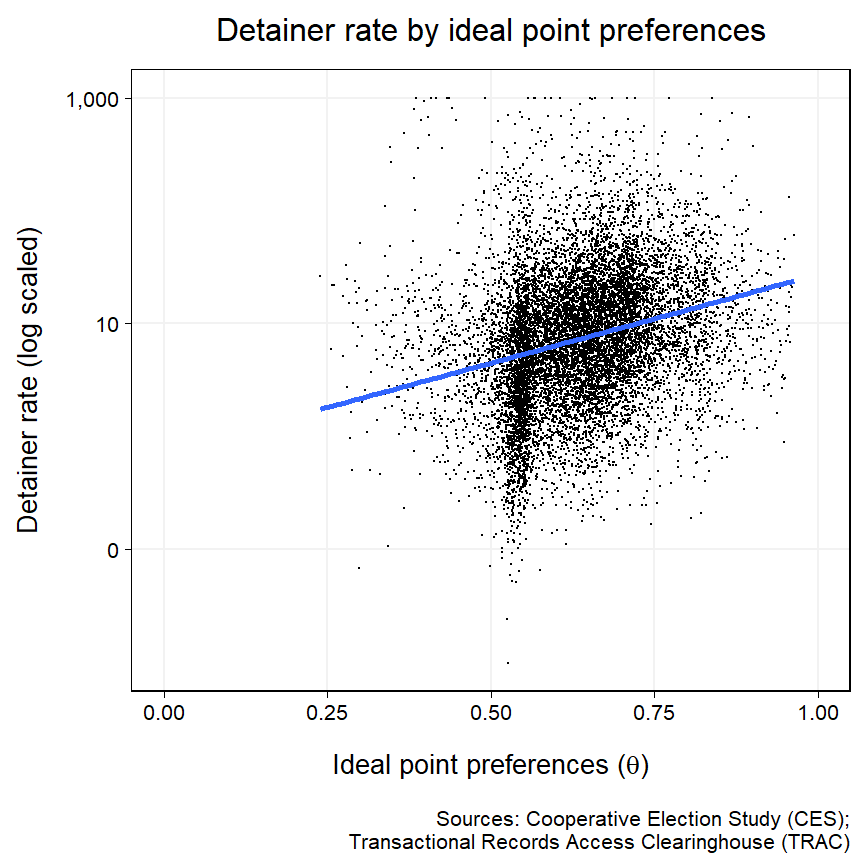 Detainer rate by ideal point preferences
1,000
10
0
Detainer rate (log scaled)
0.00 0.25 0.50 0.75 1.00
Ideal point preferences (θ)
Sources: Cooperative Election Study (CES);
Transactional Records Access Clearinghouse (TRAC)